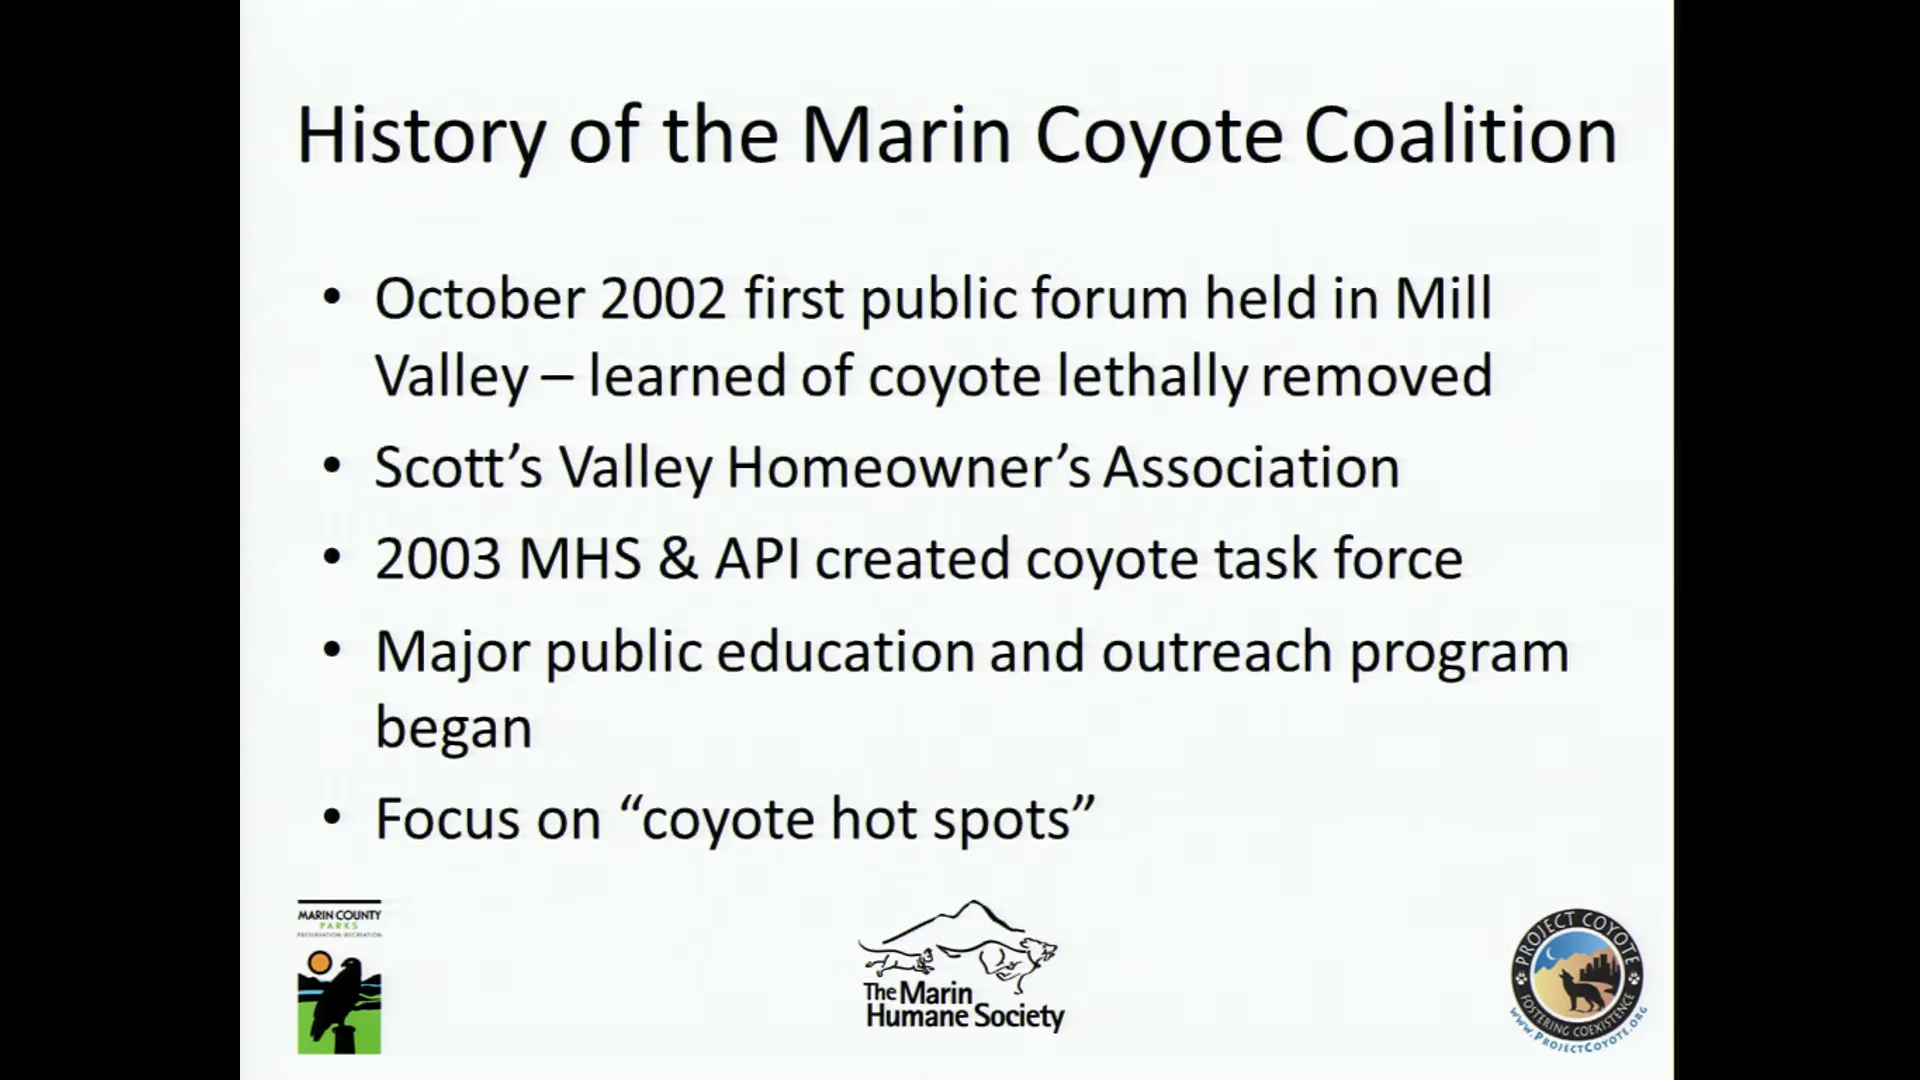 History of the Marin Coyote Coalition
• October 2002 first public forum held in Mill
Valley – learned of coyote lethally removed
• Scott’s Valley Homeowner’s Association
• 2003 MHS & API created coyote task force
• Major public education and outreach program
began
• Focus on “coyote hot spots”
MARIN COUNTY
PARKS
PRESERVATION·RECREATION
The Marin
Humane Society
PROJECT COYOTE
FOSTERING COEXISTENCE
www.ProjectCoyote.org